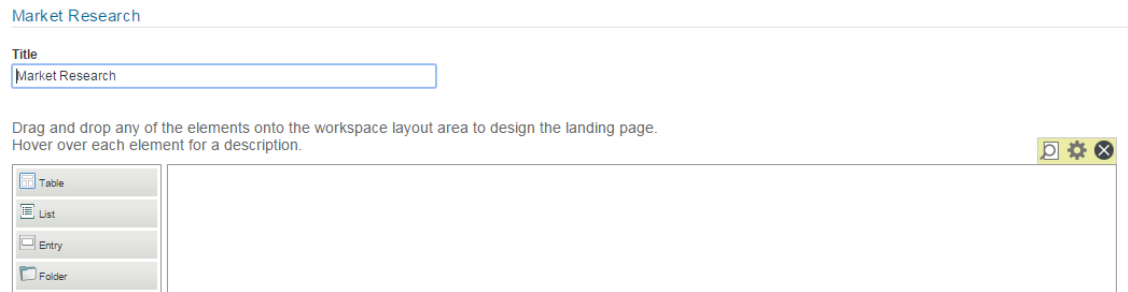 Market Research
Title
Market Research
Drag and drop any of the elements onto the workspace layout area to design the landing page.
Hover over each element for a description.
Table
List
Entry
Folder